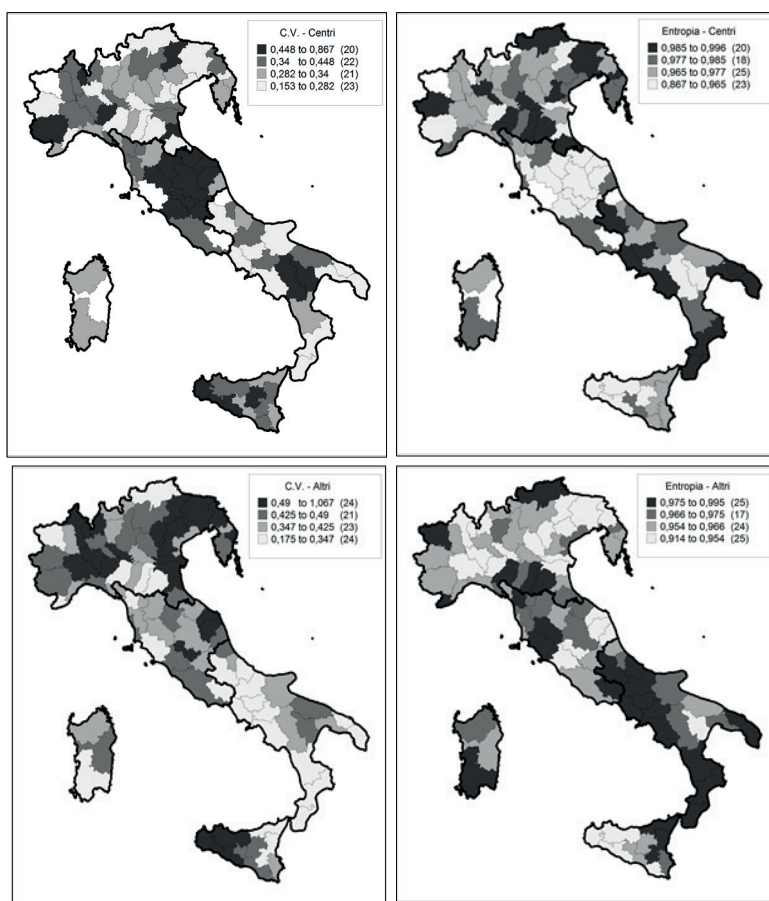 C.V. - Centri
0,448 to 0,867 (20)
0,34 to 0,448 (22)
0,282 to 0,34 (21)
0,153 to 0,282 (23)
Entropia - Centri
0,985 to 0,996 (20)
0,977 to 0,985 (18)
0,965 to 0,977 (25)
0,867 to 0,965 (23)
C.V. - Altri
0,49 to 1,067 (24)
0,425 to 0,49 (21)
0,347 to 0,425 (23)
0,175 to 0,347 (24)
Entropia - Altri
0,975 to 0,995 (25)
0,966 to 0,975 (17)
0,954 to 0,966 (24)
0,914 to 0,954 (25)